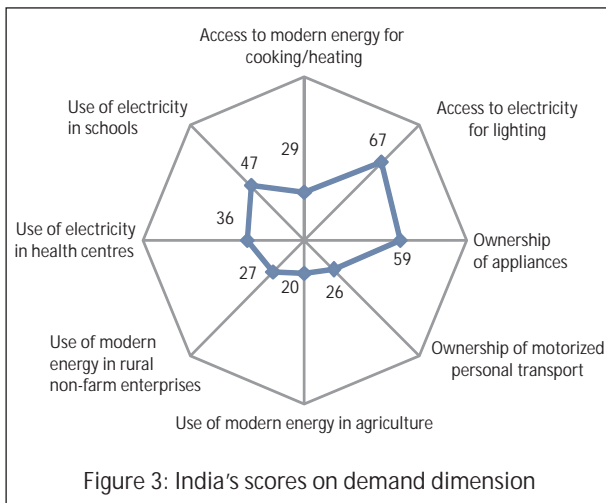 Access to modern energy for
cooking/heating
Use of electricity
in schools
Access to electricity
for lighting
67
47
29
36
Use of electricity
in health centres
Ownership
of appliances
59
27
20
26
Use of modern
energy in rural
non-farm enterprises
Ownership of motorized
personal transport
Use of modern energy in agriculture
Figure 3: India’s scores on demand dimension